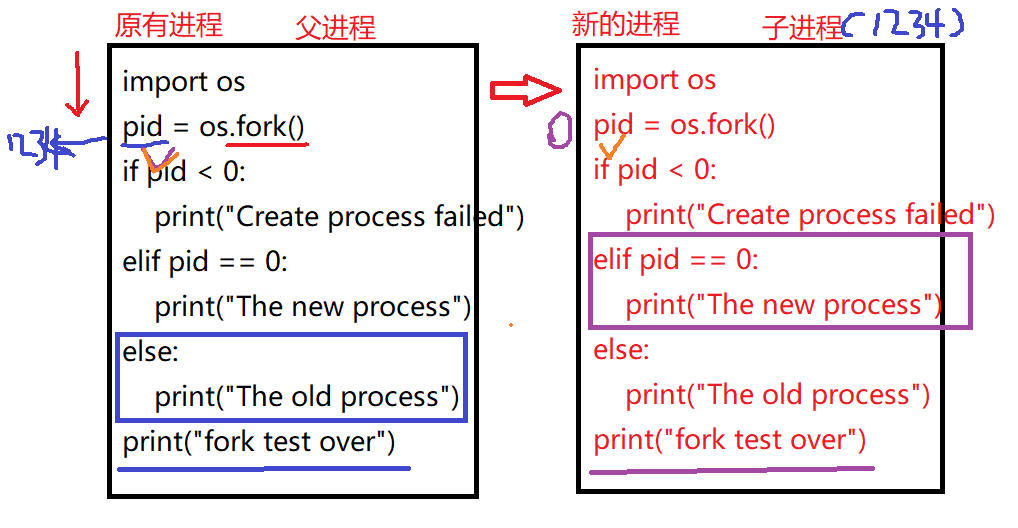 原有进程 父进程
import os
pid = os.fork()
1234
if pid < 0:
print("Create process failed")
elif pid == 0:
print("The new process")
else:
print("The old process")
print("fork test over")
新的进程 子进程(1234)
import os
0
pid = os.fork()
if pid < 0:
print("Create process failed")
elif pid == 0:
print("The new process")
else:
print("The old process")
print("fork test over")